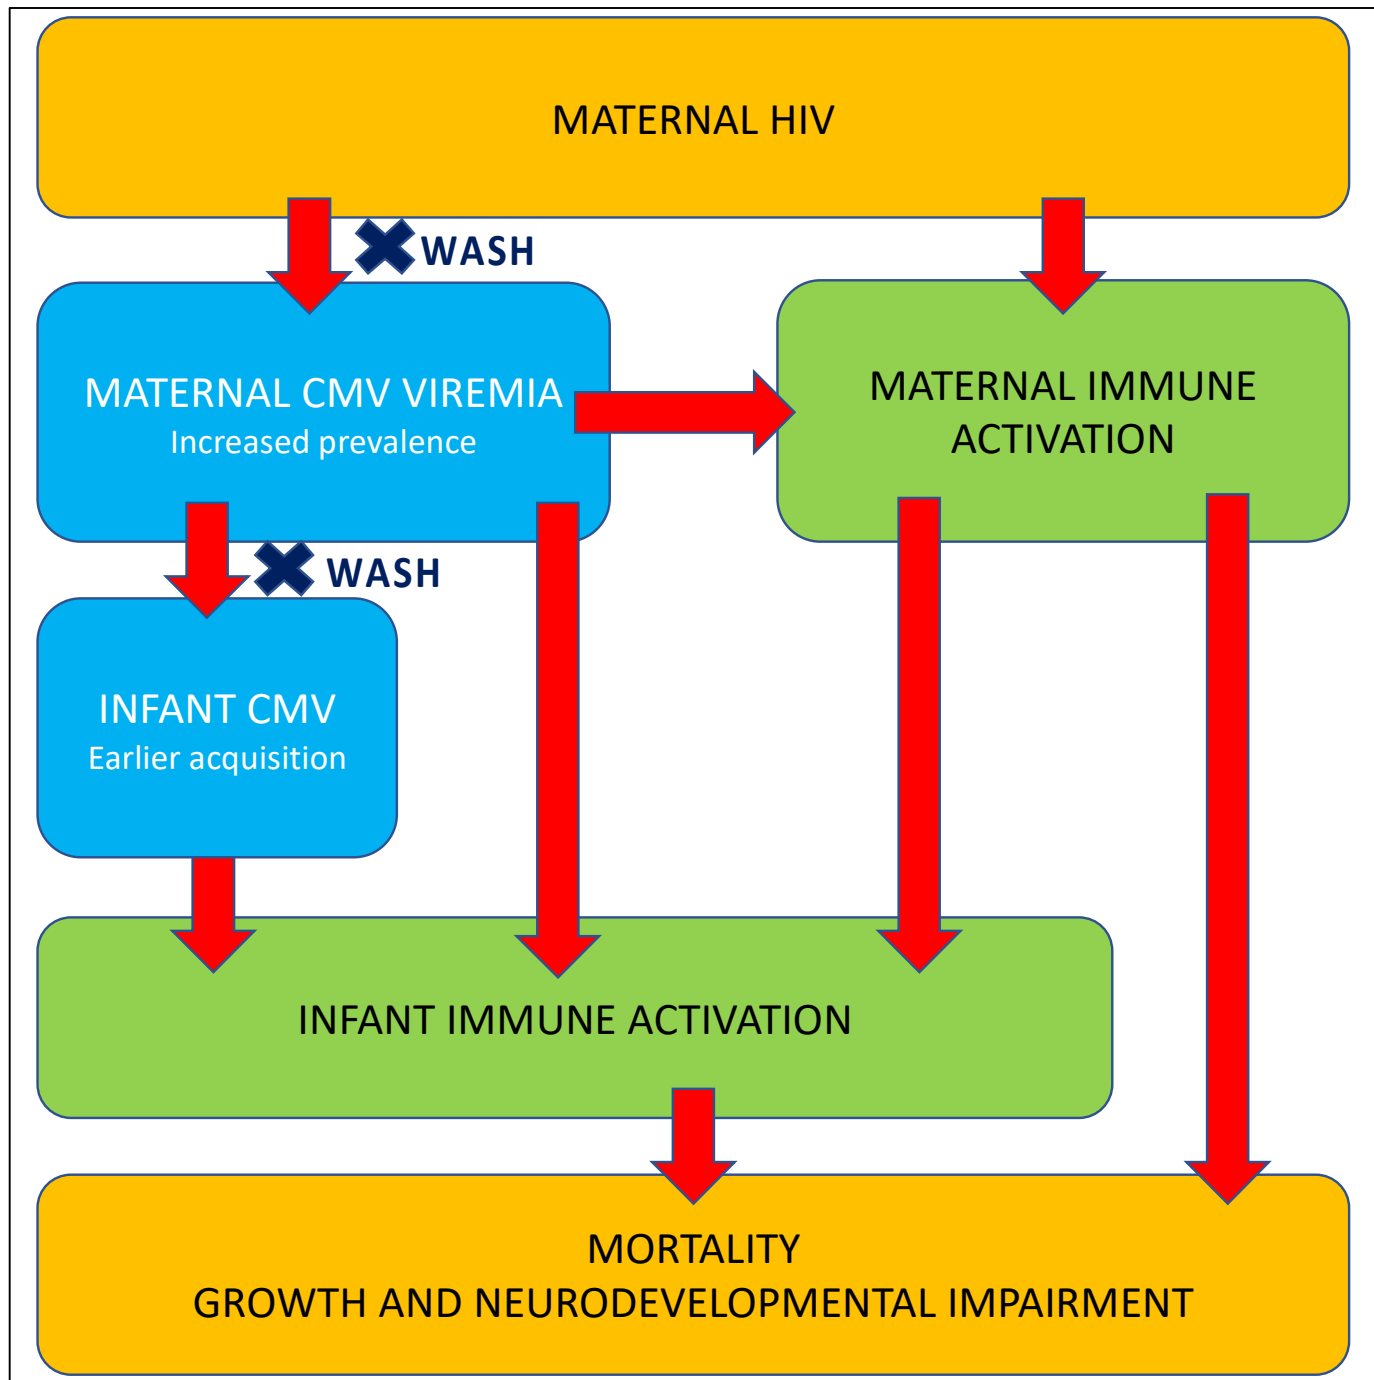 MATERNAL HIV
WASH
MATERNAL CMV VIREMIA
Increased prevalence
MATERNAL IMMUNE
ACTIVATION
WASH
INFANT CMV
Earlier acquisition
INFANT IMMUNE ACTIVATION
MORTALITY
GROWTH AND NEURODEVELOPMENTAL IMPAIRMENT